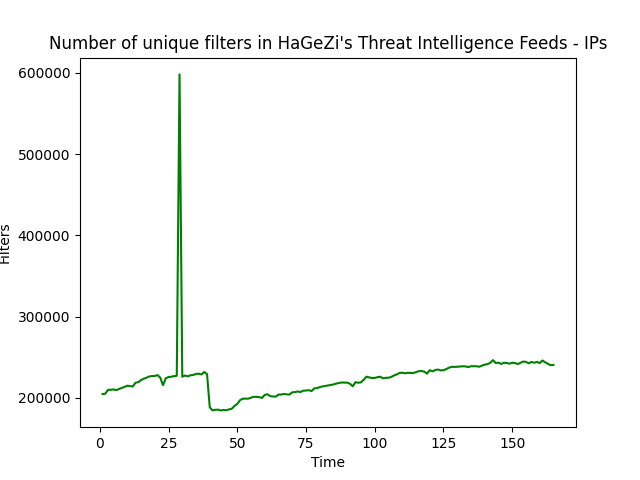 Number of unique filters in HaGeZi's Threat Intelligence Feeds - IPs
600000
500000
400000
300000
200000
Filters
0 25 50 75 100 125 150
Time